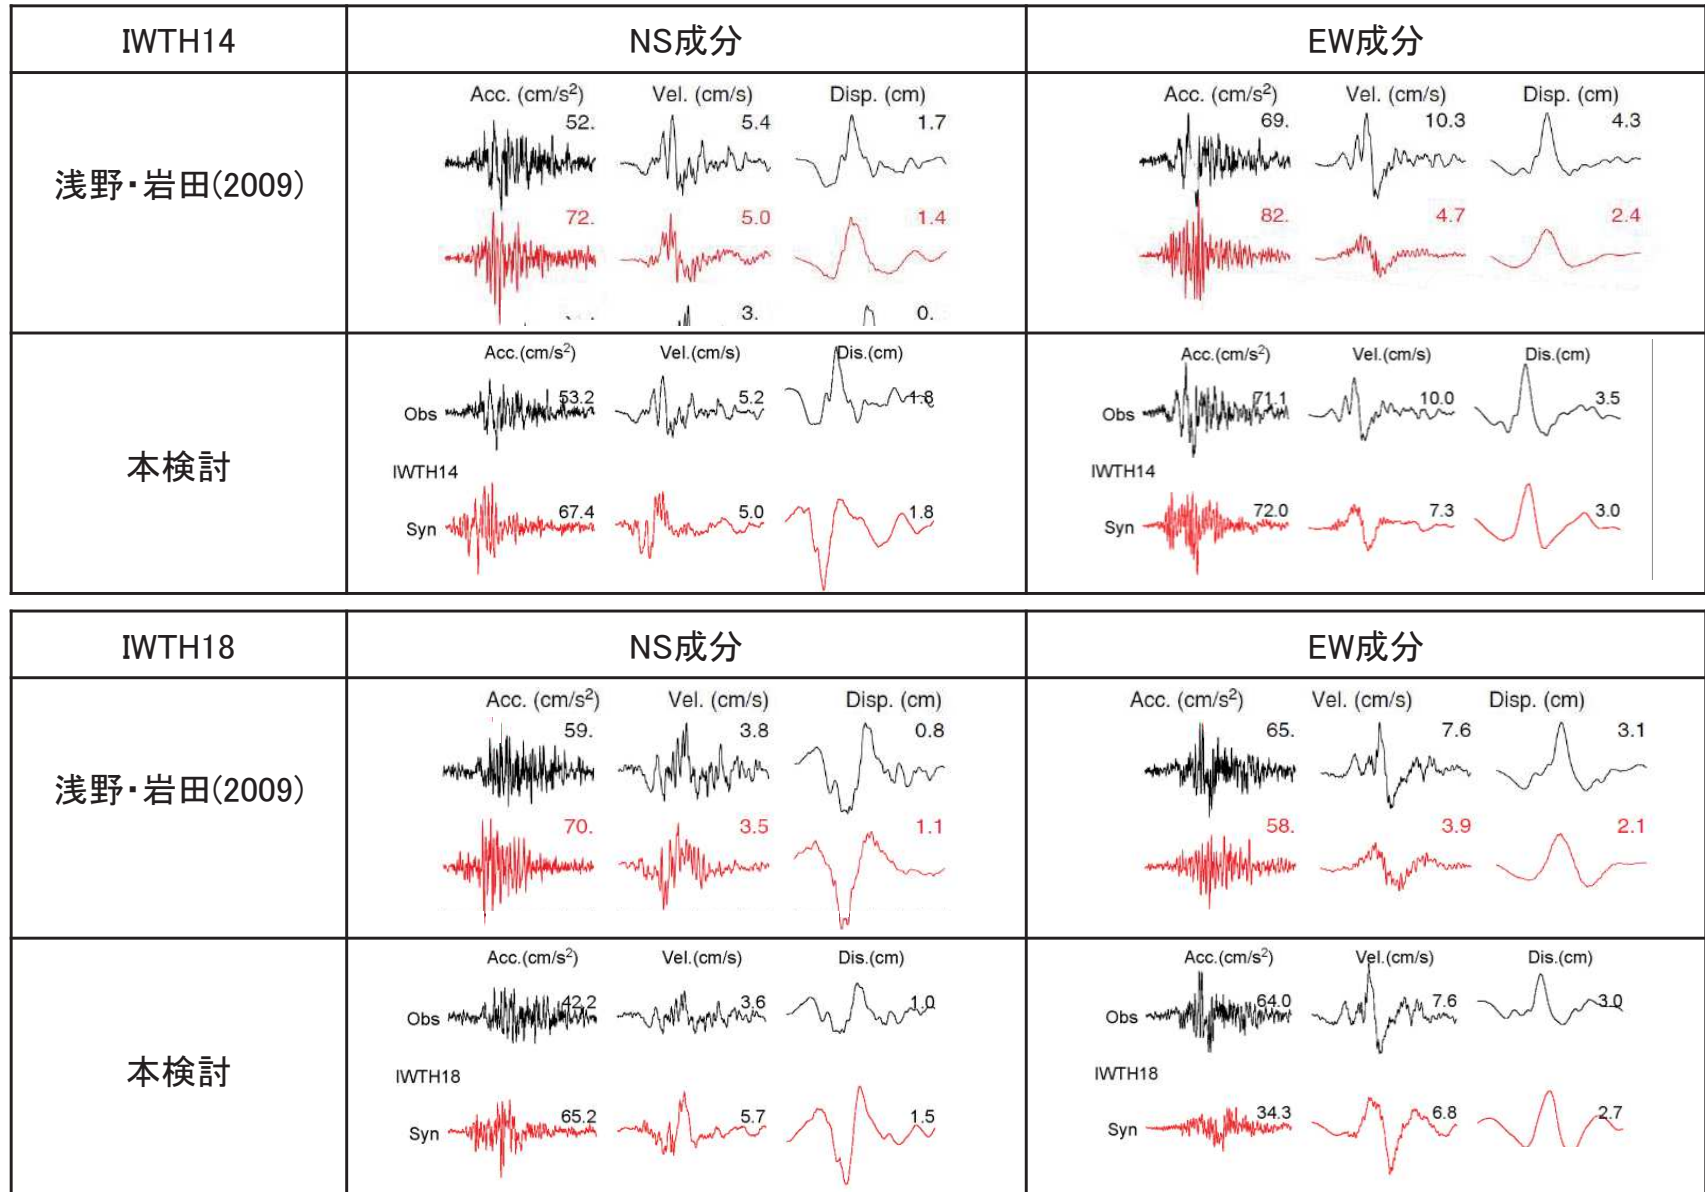 IWTH14 NS成分 EW成分
浅野・岩田(2009)
Acc. (cm/s²) Vel. (cm/s) Disp. (cm) Acc. (cm/s²) Vel. (cm/s) Disp. (cm)
52. 5.4 1.7 69. 10.3 4.3
72. 5.0 1.4 82. 4.7 2.4
3. 0.
本検討
Acc.(cm/s²) Vel.(cm/s) Dis.(cm) Acc.(cm/s²) Vel.(cm/s) Dis.(cm)
Obs 53.2 5.2 1.8 Obs 71.1 10.0 3.5
IWTH14 IWTH14
Syn 67.4 5.0 1.8 Syn 72.0 7.3 3.0
IWTH18 NS成分 EW成分
浅野・岩田(2009)
Acc. (cm/s²) Vel. (cm/s) Disp. (cm) Acc. (cm/s²) Vel. (cm/s) Disp. (cm)
59. 3.8 0.8 65. 7.6 3.1
70. 3.5 1.1 58. 3.9 2.1
本検討
Acc.(cm/s²) Vel.(cm/s) Dis.(cm) Acc.(cm/s²) Vel.(cm/s) Dis.(cm)
Obs 42.2 3.6 1.0 Obs 64.0 7.6 3.0
IWTH18 IWTH18
Syn 65.2 5.7 1.5 Syn 34.3 6.8 2.7